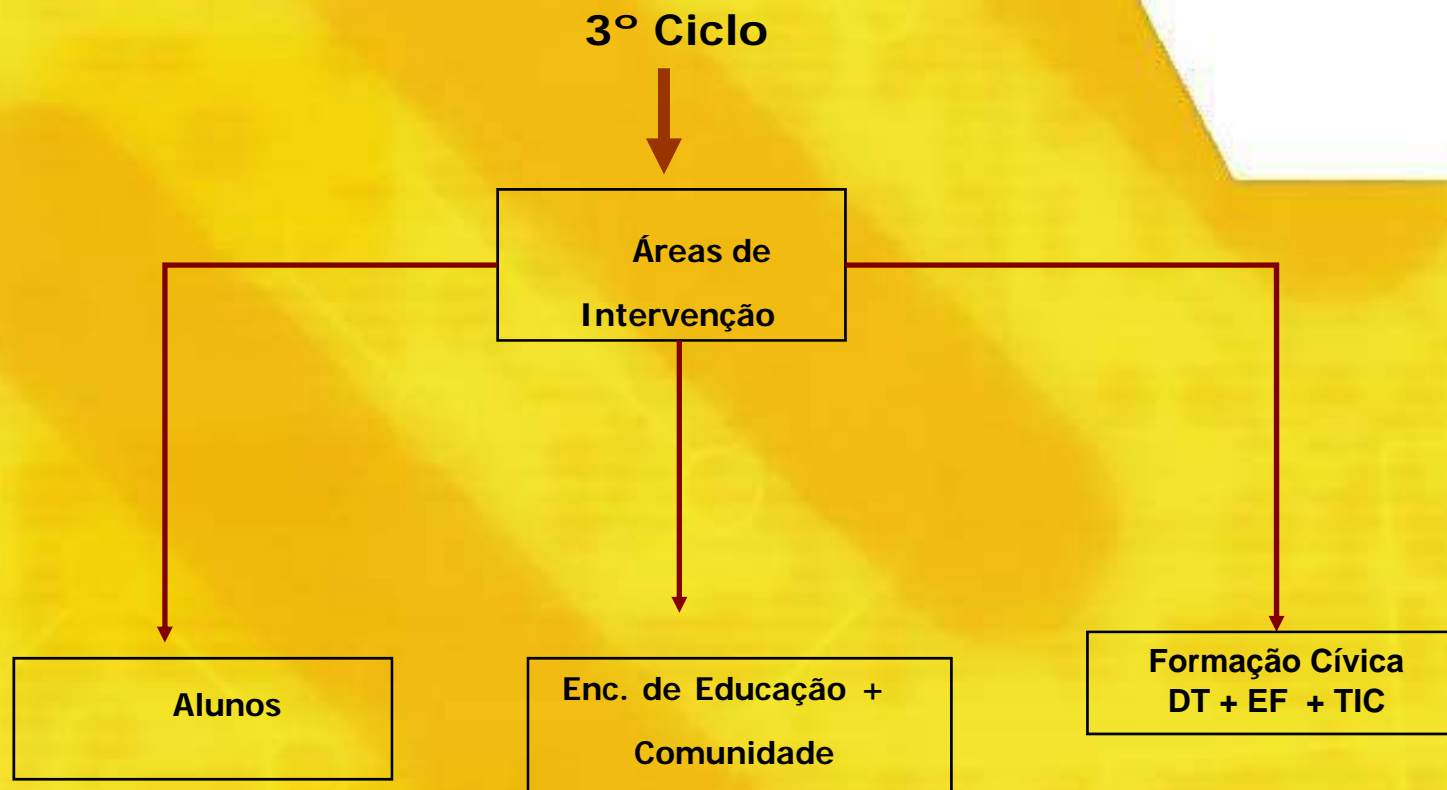 3º Ciclo
Áreas de
Intervenção
Alunos
Enc. de Educação +
Comunidade
Formação Cívica
DT + EF + TIC